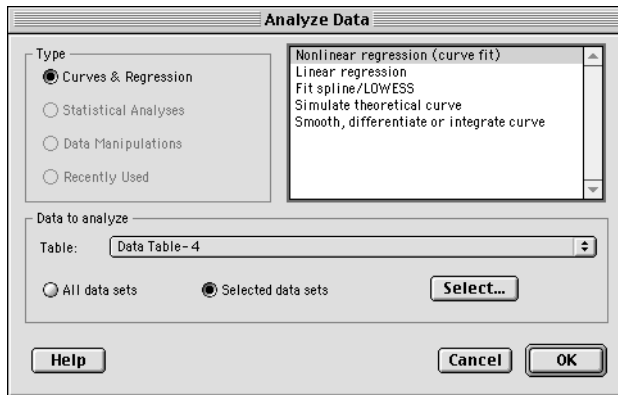 Analyze Data
Type
Curves & Regression
Statistical Analyses
Data Manipulations
Recently Used
Nonlinear regression (curve fit)
Linear regression
Fit spline/LOWESS
Simulate theoretical curve
Smooth, differentiate or integrate curve
Data to analyze
Table: Data Table-4
All data sets Selected data sets Select...
Help Cancel OK